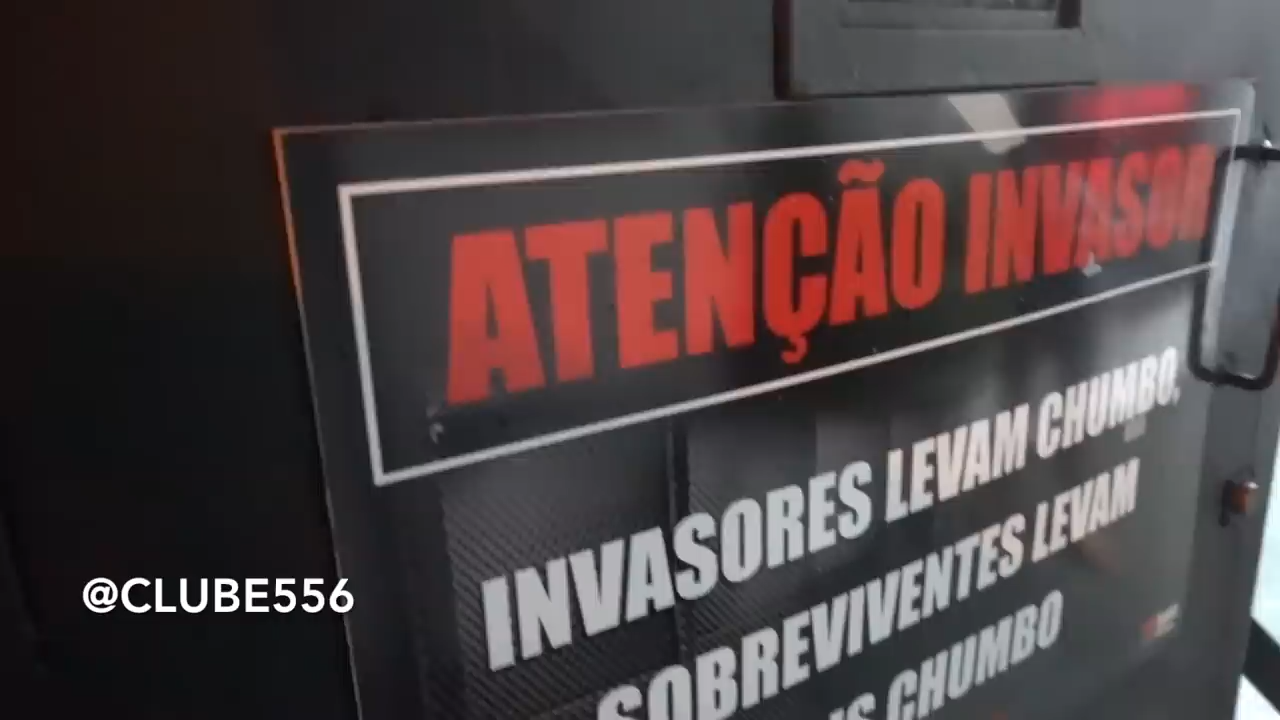 ATENÇÃO INVASOR
INVASORES LEVAM CHUMBO,
SOBREVIVENTES LEVAM
CHUMBO
@CLUBE556